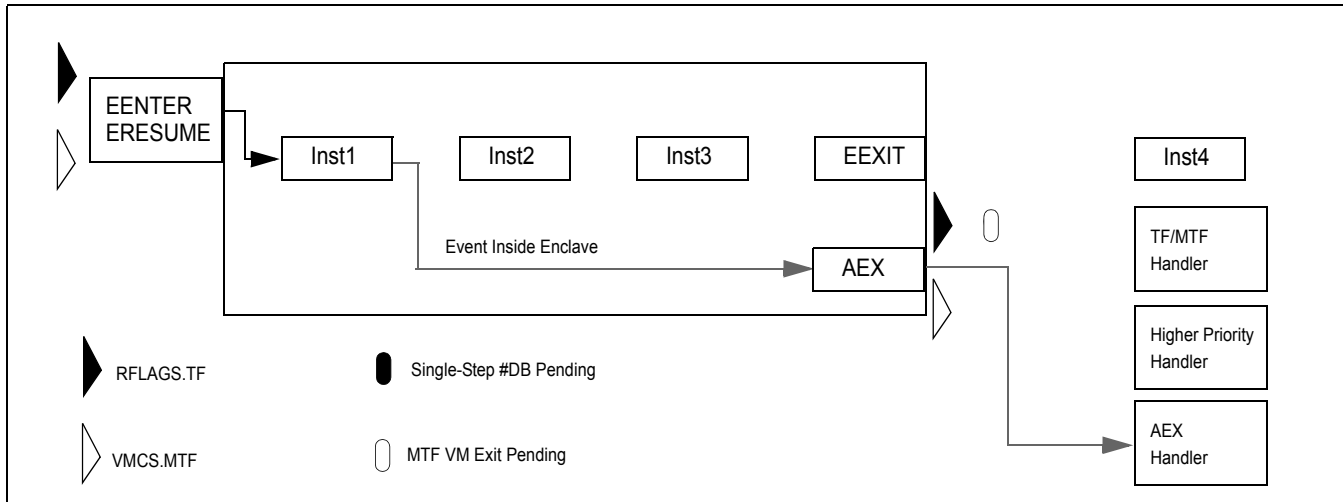 EENTER
ERESUME
Inst1
Inst2
Inst3
EEXIT
Inst4
Event Inside Enclave
AEX
TF/MTF
Handler
Higher Priority
Handler
AEX
Handler
RFLAGS.TF
Single-Step #DB Pending
VMCS.MTF
MTF VM Exit Pending